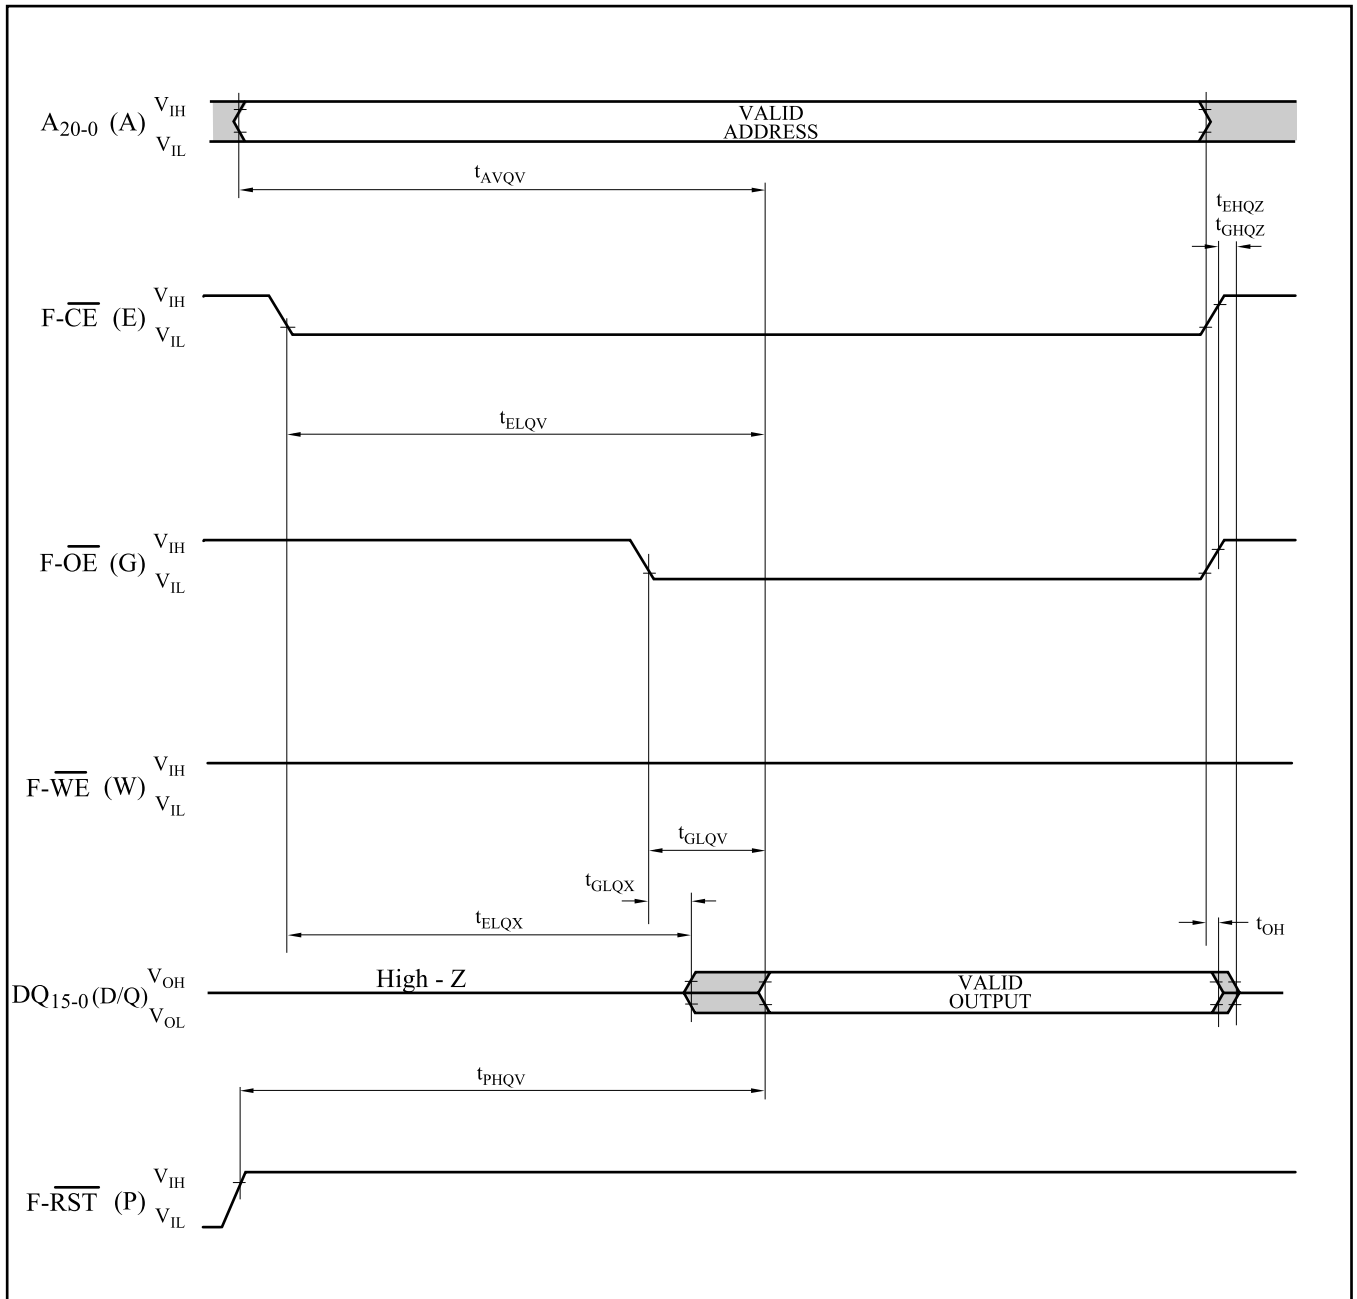 A20-0 (A) VIH
VIL
VALID
ADDRESS
tAVQV
tEHQZ
tGHQZ
F-CE (E) VIH
VIL
tELQV
F-OE (G) VIH
VIL
F-WE (W) VIH
VIL
tGLQV
tGLQX
tELQX
tOH
DQ15-0 (D/Q) VOH
VOL
High - Z
VALID
OUTPUT
tPHQV
F-RST (P) VIH
VIL